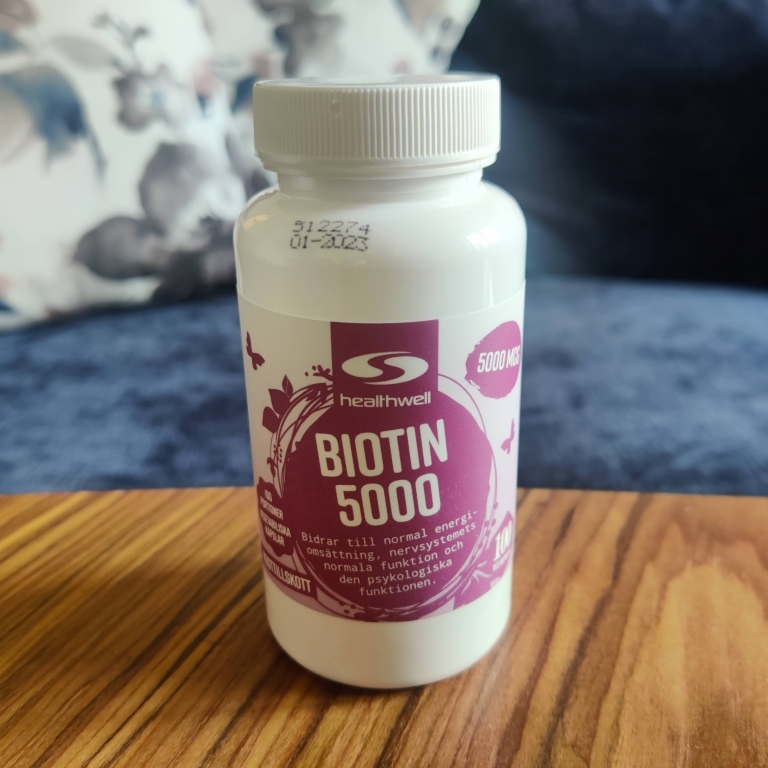 512274
01-2023
5000 MCG
healthwell
BIOTIN
5000
Bidrar till normal energi-
omsättning, nervsystemets
normala funktion och
den psykologiska
funktionen.
100